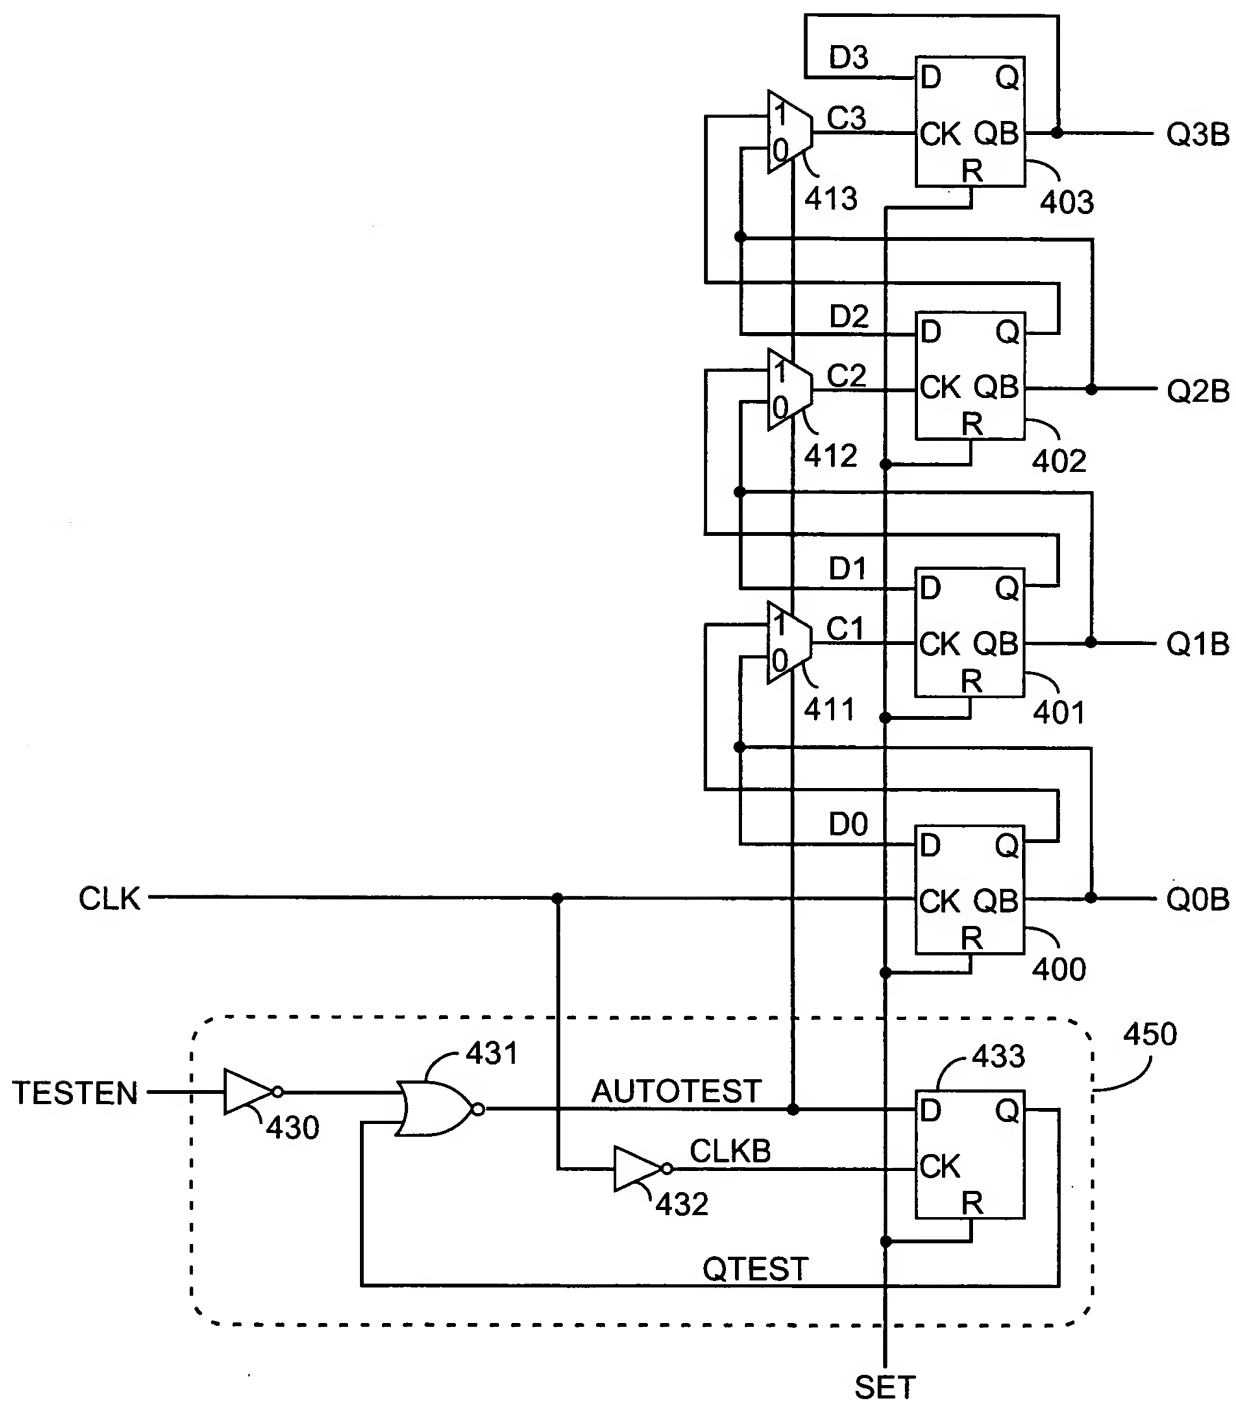 D3
D Q
1 C3 CK QB Q3B
0
R
413 403
D2
D Q
1 C2 CK QB Q2B
0
R
412 402
D1
D Q
1 C1 CK QB Q1B
0
R
411 401
D0
D Q
CLK CK QB Q0B
R
400
450
431 433
TESTEN AUTOTEST D Q
430
CLKB CK
432 R
QTEST
SET